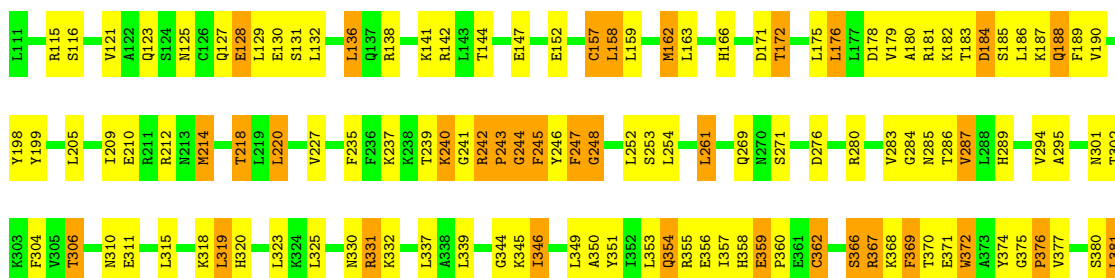 L111 R115 S116 V121 A122 Q123 S124 N125 C126 Q127 E128 L129 E130 S131 L132 L136 Q137 R138 K141 R142 L143 T144 E147 E152 C157 L158 L159 M162 L163 H166 D171 T172 L175 L176 L177 D178 V179 A180 R181 K182 T183 D184 S185 L186 K187 Q188 F189 V190
Y198 Y199 L205 I209 E210 R211 R212 N213 M214 T218 L219 L220 V227 F235 F236 K237 K238 T239 K240 G241 R242 P243 G244 F245 Y246 F247 G248 L252 S253 L254 L261 Q269 N270 S271 D276 R280 V283 G284 N285 T286 V287 L288 H289 V294 A295 N301
K303 F304 V305 T306 N310 E311 L315 K318 L319 H320 L323 K324 L325 N330 R331 K332 L337 A338 L339 G344 K345 I346 L349 A350 Y351 I352 L353 Q354 R355 E356 I357 H358 E359 P360 E361 C362 S366 R367 K368 F369 T370 E371 W372 A373 Y374 G375 P376 V377 S380